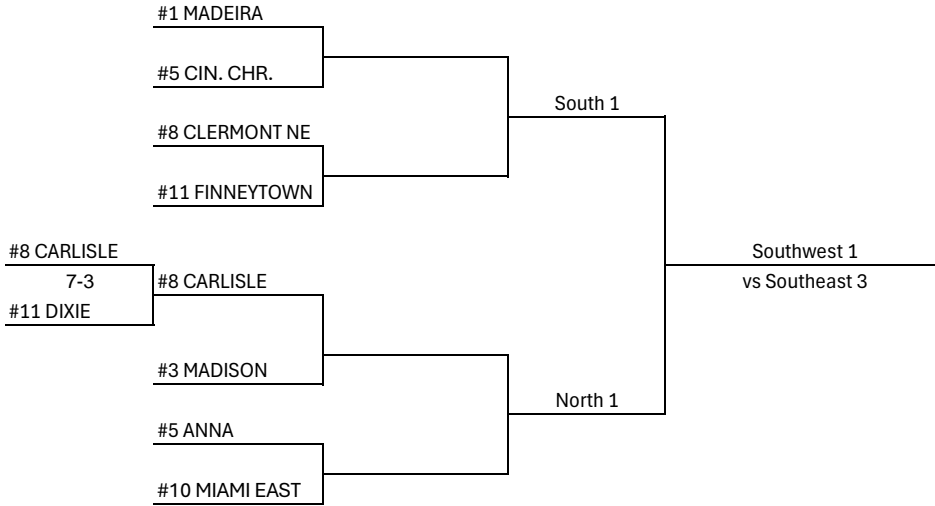 #1 MADEIRA
#5 CIN. CHR.
South 1
#8 CLERMONT NE
#11 FINNEYTOWN
#8 CARLISLE
Southwest 1
7-3
#8 CARLISLE
vs Southeast 3
#11 DIXIE
#3 MADISON
North 1
#5 ANNA
#10 MIAMI EAST